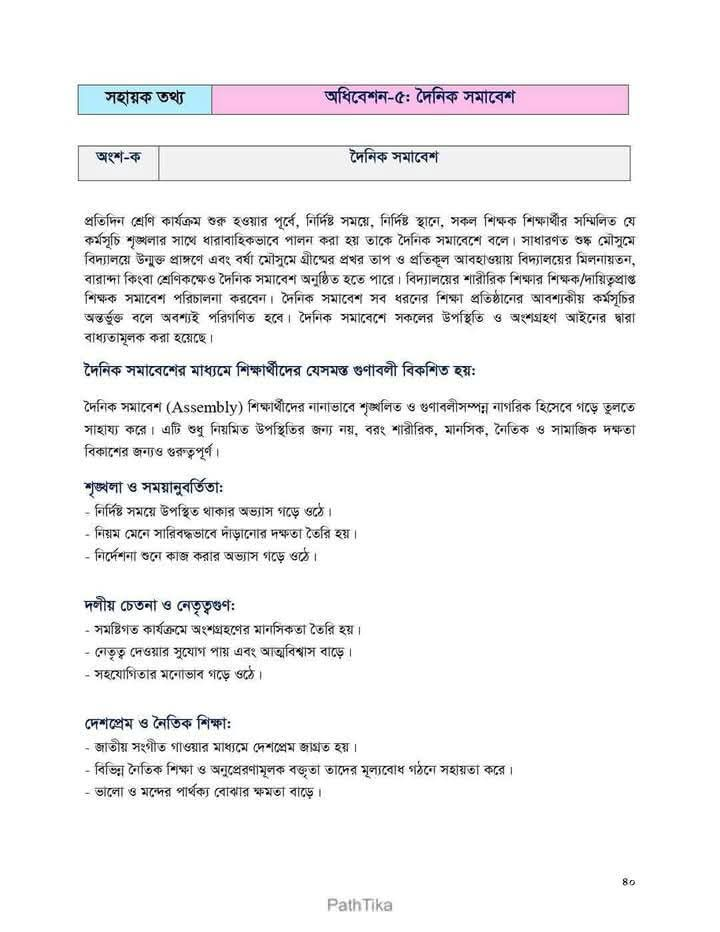 সহায়ক তথ্য
অধিবেশন-৫: দৈনিক সমাবেশ
অংশ-ক
দৈনিক সমাবেশ
প্রতিদিন শ্রেণি কার্যক্রম শুরু হওয়ার পূর্বে, নির্দিষ্ট সময়ে, নির্দিষ্ট স্থানে, সকল শিক্ষক শিক্ষার্থীর সম্মিলিত যে
কর্মসূচি শৃঙ্খলার সাথে ধারাবাহিকভাবে পালন করা হয় তাকে দৈনিক সমাবেশে বলে। সাধারণত শুষ্ক মৌসুমে
বিদ্যালয়ে উন্মুক্ত প্রাঙ্গণে এবং বর্ষা মৌসুমে গ্রীষ্মের প্রখর তাপ ও প্রতিকূল আবহাওয়ায় বিদ্যালয়ের মিলনায়তন,
বারান্দা কিংবা শ্রেণিকক্ষেও দৈনিক সমাবেশ অনুষ্ঠিত হতে পারে। বিদ্যালয়ের শারীরিক শিক্ষার শিক্ষক/দায়িত্বপ্রাপ্ত
শিক্ষক সমাবেশ পরিচালনা করবেন। দৈনিক সমাবেশ সব ধরনের শিক্ষা প্রতিষ্ঠানের আবশ্যকীয় কর্মসূচির
অন্তর্ভুক্ত বলে অবশ্যই পরিগণিত হবে। দৈনিক সমাবেশে সকলের উপস্থিতি ও অংশগ্রহণ আইনের দ্বারা
বাধ্যতামূলক করা হয়েছে।
দৈনিক সমাবেশের মাধ্যমে শিক্ষার্থীদের যেসমস্ত গুণাবলী বিকশিত হয়:
দৈনিক সমাবেশ (Assembly) শিক্ষার্থীদের নানাভাবে শৃঙ্খলিত ও গুণাবলীসম্পন্ন নাগরিক হিসেবে গড়ে তুলতে
সাহায্য করে। এটি শুধু নিয়মিত উপস্থিতির জন্য নয়, বরং শারীরিক, মানসিক, নৈতিক ও সামাজিক দক্ষতা
বিকাশের জন্যও গুরুত্বপূর্ণ।
শৃঙ্খলা ও সময়ানুবর্তিতা:
- নির্দিষ্ট সময়ে উপস্থিত থাকার অভ্যাস গড়ে ওঠে।
- নিয়ম মেনে সারিবদ্ধভাবে দাঁড়ানোর দক্ষতা তৈরি হয়।
- নির্দেশনা শুনে কাজ করার অভ্যাস গড়ে ওঠে।
দলীয় চেতনা ও নেতৃত্বগুণ:
- সমষ্টিগত কার্যক্রমে অংশগ্রহণের মানসিকতা তৈরি হয়।
- নেতৃত্ব দেওয়ার সুযোগ পায় এবং আত্মবিশ্বাস বাড়ে।
- সহযোগিতার মনোভাব গড়ে ওঠে।
দেশপ্রেম ও নৈতিক শিক্ষা:
- জাতীয় সংগীত গাওয়ার মাধ্যমে দেশপ্রেম জাগ্রত হয়।
- বিভিন্ন নৈতিক শিক্ষা ও অনুপ্রেরণামূলক বক্তৃতা তাদের মূল্যবোধ গঠনে সহায়তা করে।
- ভালো ও মন্দের পার্থক্য বোঝার ক্ষমতা বাড়ে।
৪০
PathTika